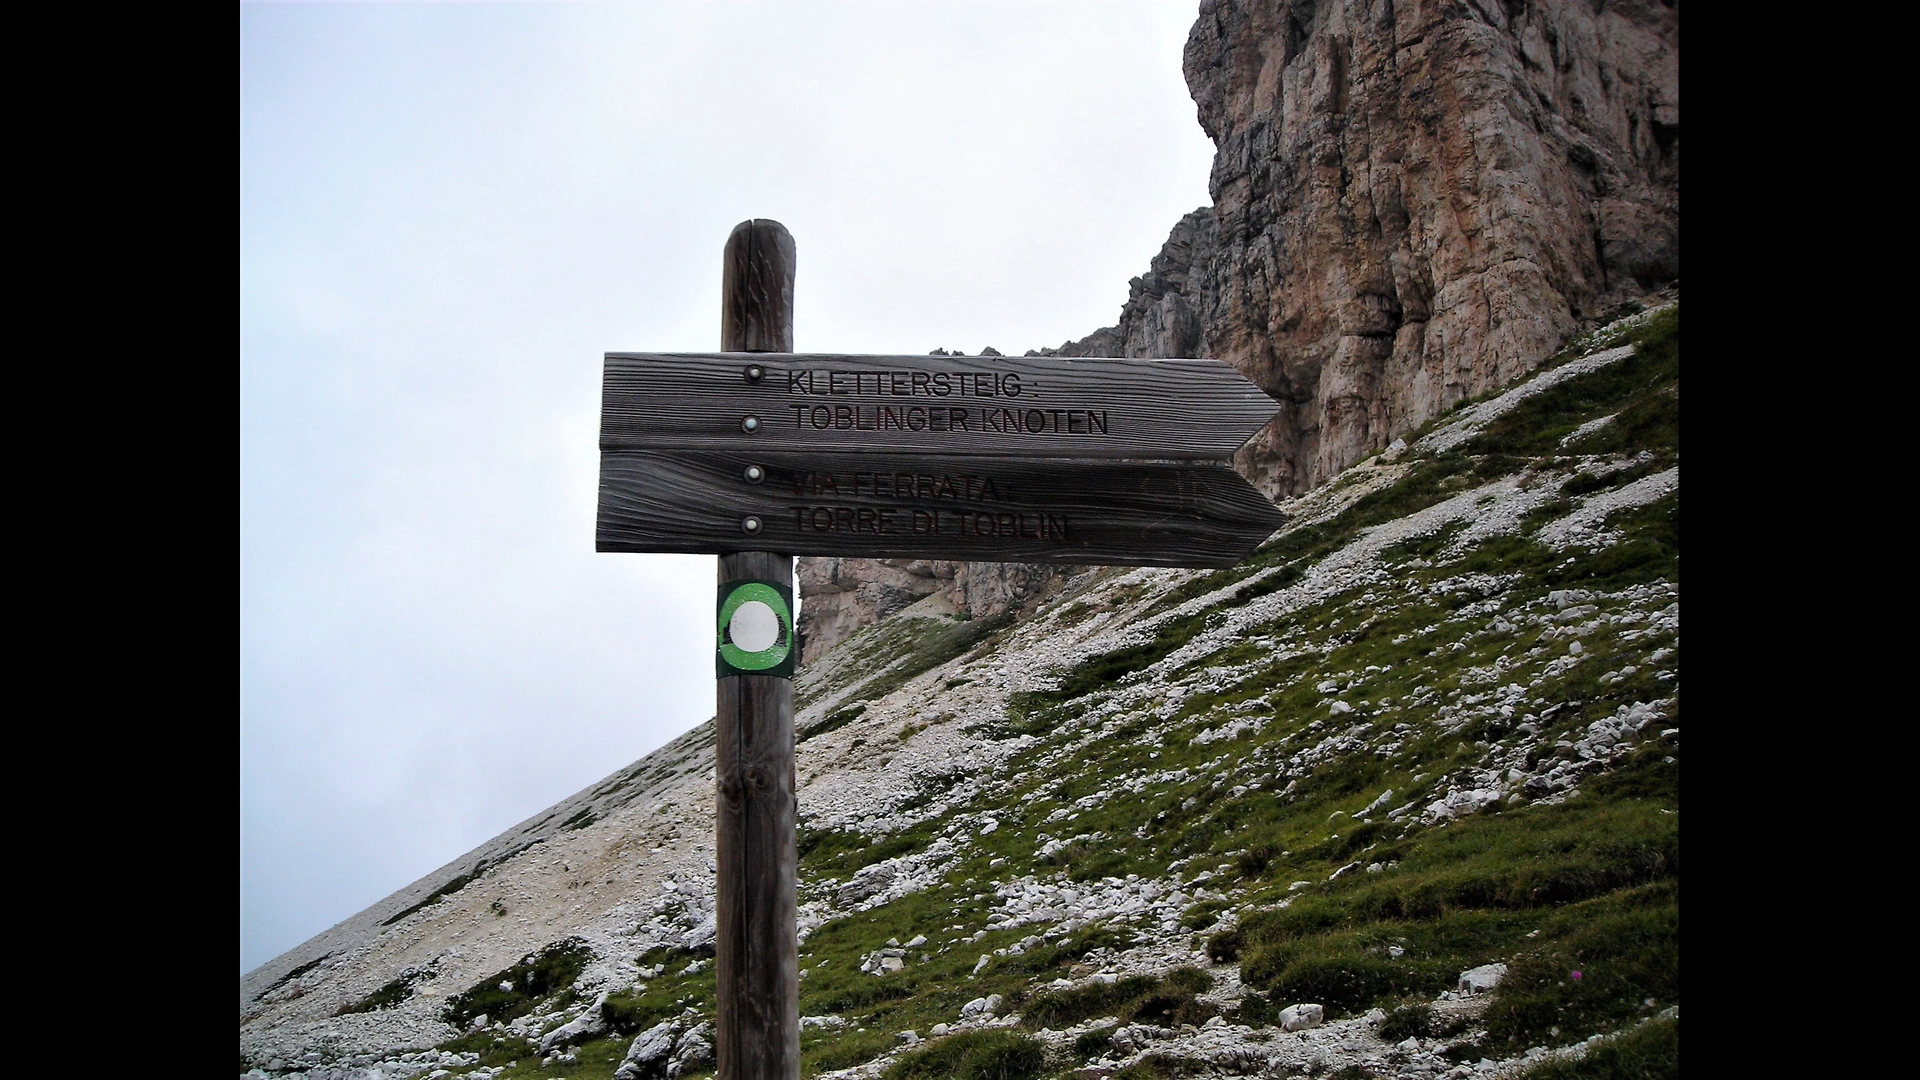 KLETTERSTEIG :
TOBLINGER KNOTEN
VIA FERRATA
TORRE DI TOBLIN